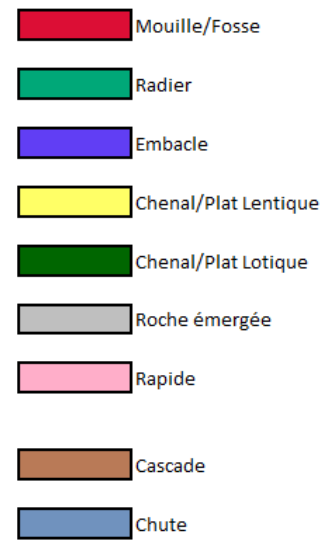 Mouille/Fosse
Radier
Embacle
Chenal/Plat Lentique
Chenal/Plat Lotique
Roche émergée
Rapide
Cascade
Chute